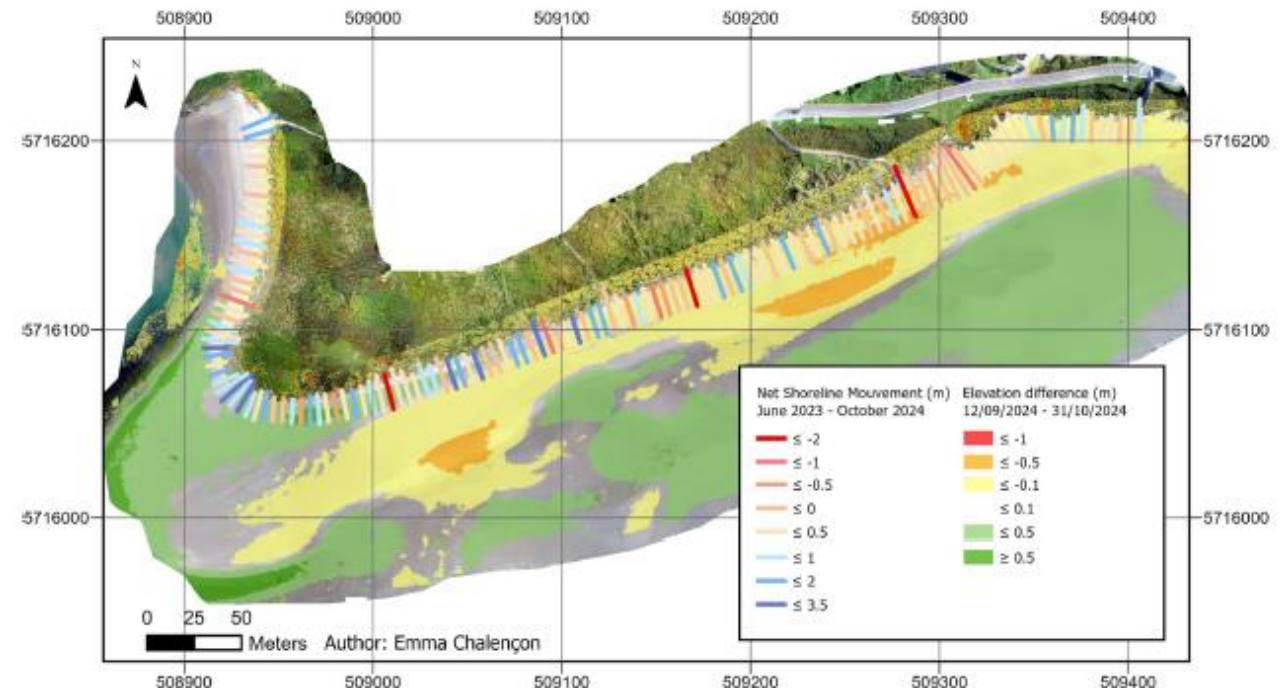 508900 509000 509100 509200 509300 509400
N
5716200 5716200
5716100 5716100
5716000 5716000
Net Shoreline Mouvement (m)
June 2023 - October 2024
≤ -2
≤ -1
≤ -0.5
≤ 0
≤ 0.5
≤ 1
≤ 2
≤ 3.5
Elevation difference (m)
12/09/2024 - 31/10/2024
≤ -1
≤ -0.5
≤ -0.1
≤ 0.1
≤ 0.5
≥ 0.5
0 25 50
Meters Author: Emma Chalençon
508900 509000 509100 509200 509300 509400